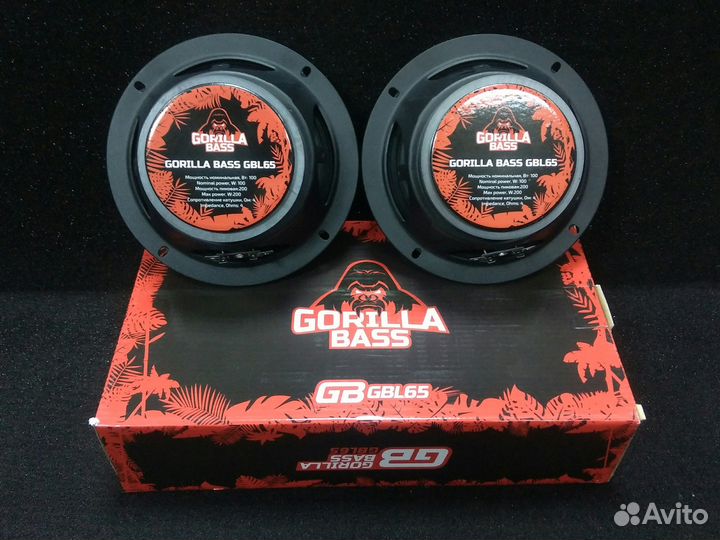 GORILLA
BASS
GORILLA BASS GBL65
Мощность номинальная, Вт: 100
Nominal power, W: 100
Мощность пиковая: 200
Max power, W: 200
Сопротивление катушки, Ом: 4
Impedance, Ohms: 4
GORILLA
BASS
GORILLA BASS GBL65
Мощность номинальная, Вт: 100
Nominal power, W: 100
Мощность пиковая: 200
Max power, W: 200
Сопротивление катушки, Ом: 4
Impedance, Ohms: 4
GORILLA
BASS
GB GBL65
GORILLA
BASS
GBL65
GB
Avito